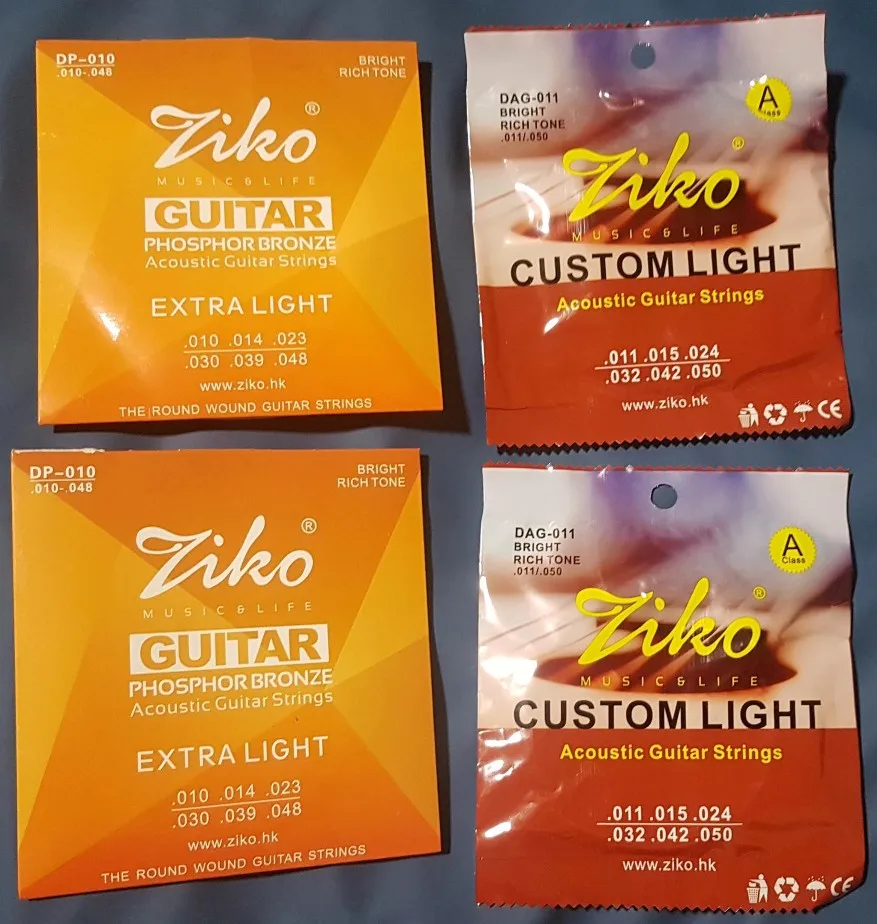 DP-010
.010-.048
BRIGHT
RICH TONE
Ziko®
MUSIC & LIFE
GUITAR
PHOSPHOR BRONZE
Acoustic Guitar Strings
EXTRA LIGHT
.010 .014 .023
.030 .039 .048
www.ziko.hk
THE ROUND WOUND GUITAR STRINGS
DAG-011
BRIGHT
RICH TONE
.011/.050
A
Class
Ziko®
MUSIC & LIFE
CUSTOM LIGHT
Acoustic Guitar Strings
.011 .015 .024
.032 .042 .050
www.ziko.hk
CE
DP-010
.010-.048
BRIGHT
RICH TONE
Ziko®
MUSIC & LIFE
GUITAR
PHOSPHOR BRONZE
Acoustic Guitar Strings
EXTRA LIGHT
.010 .014 .023
.030 .039 .048
www.ziko.hk
THE ROUND WOUND GUITAR STRINGS
DAG-011
BRIGHT
RICH TONE
.011/.050
A
Class
Ziko®
MUSIC & LIFE
CUSTOM LIGHT
Acoustic Guitar Strings
.011 .015 .024
.032 .042 .050
www.ziko.hk
CE